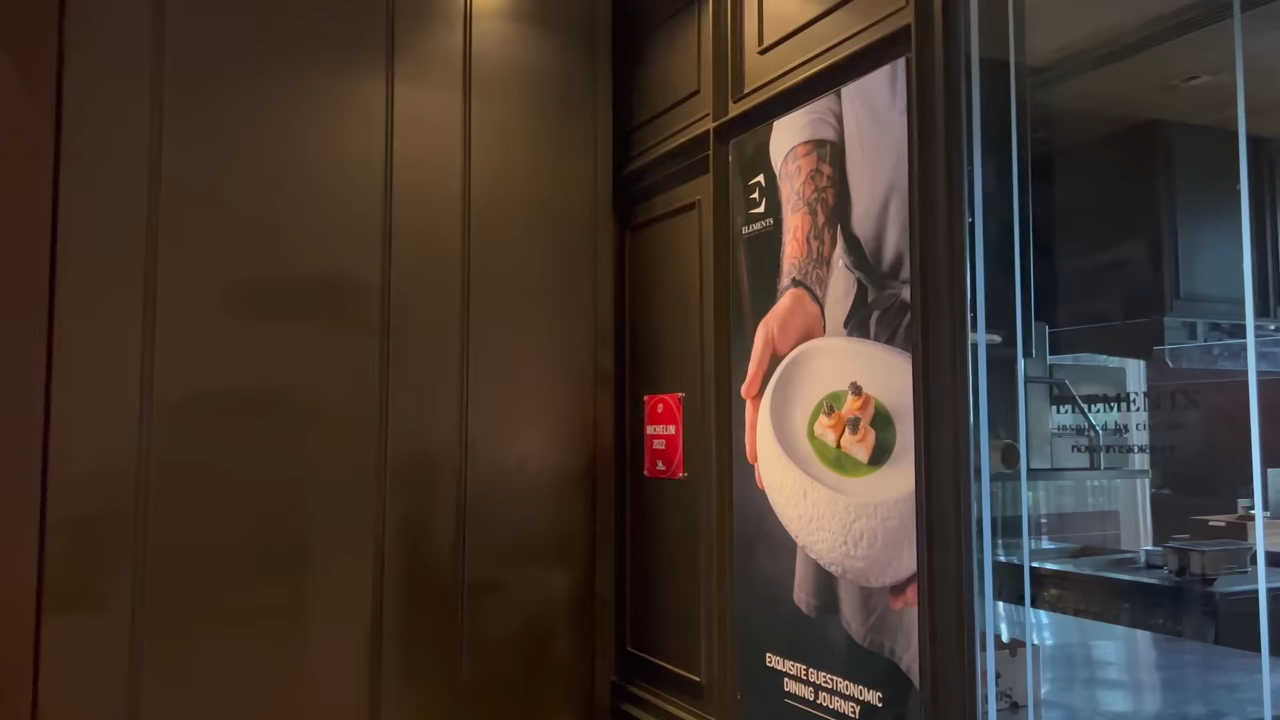 ELEMENTS
MICHELIN
2022
EXQUISITE GUESTRONOMIC
DINING JOURNEY
ELEMENTS
inspired by